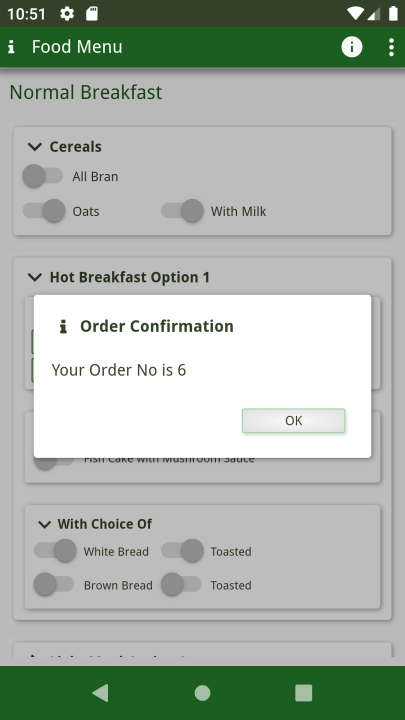 10:51
Food Menu
Normal Breakfast
Cereals
All Bran
Oats
With Milk
Hot Breakfast Option 1
Order Confirmation
Your Order No is 6
OK
Fish Cake with Mushroom Sauce
With Choice Of
White Bread
Toasted
Brown Bread
Toasted